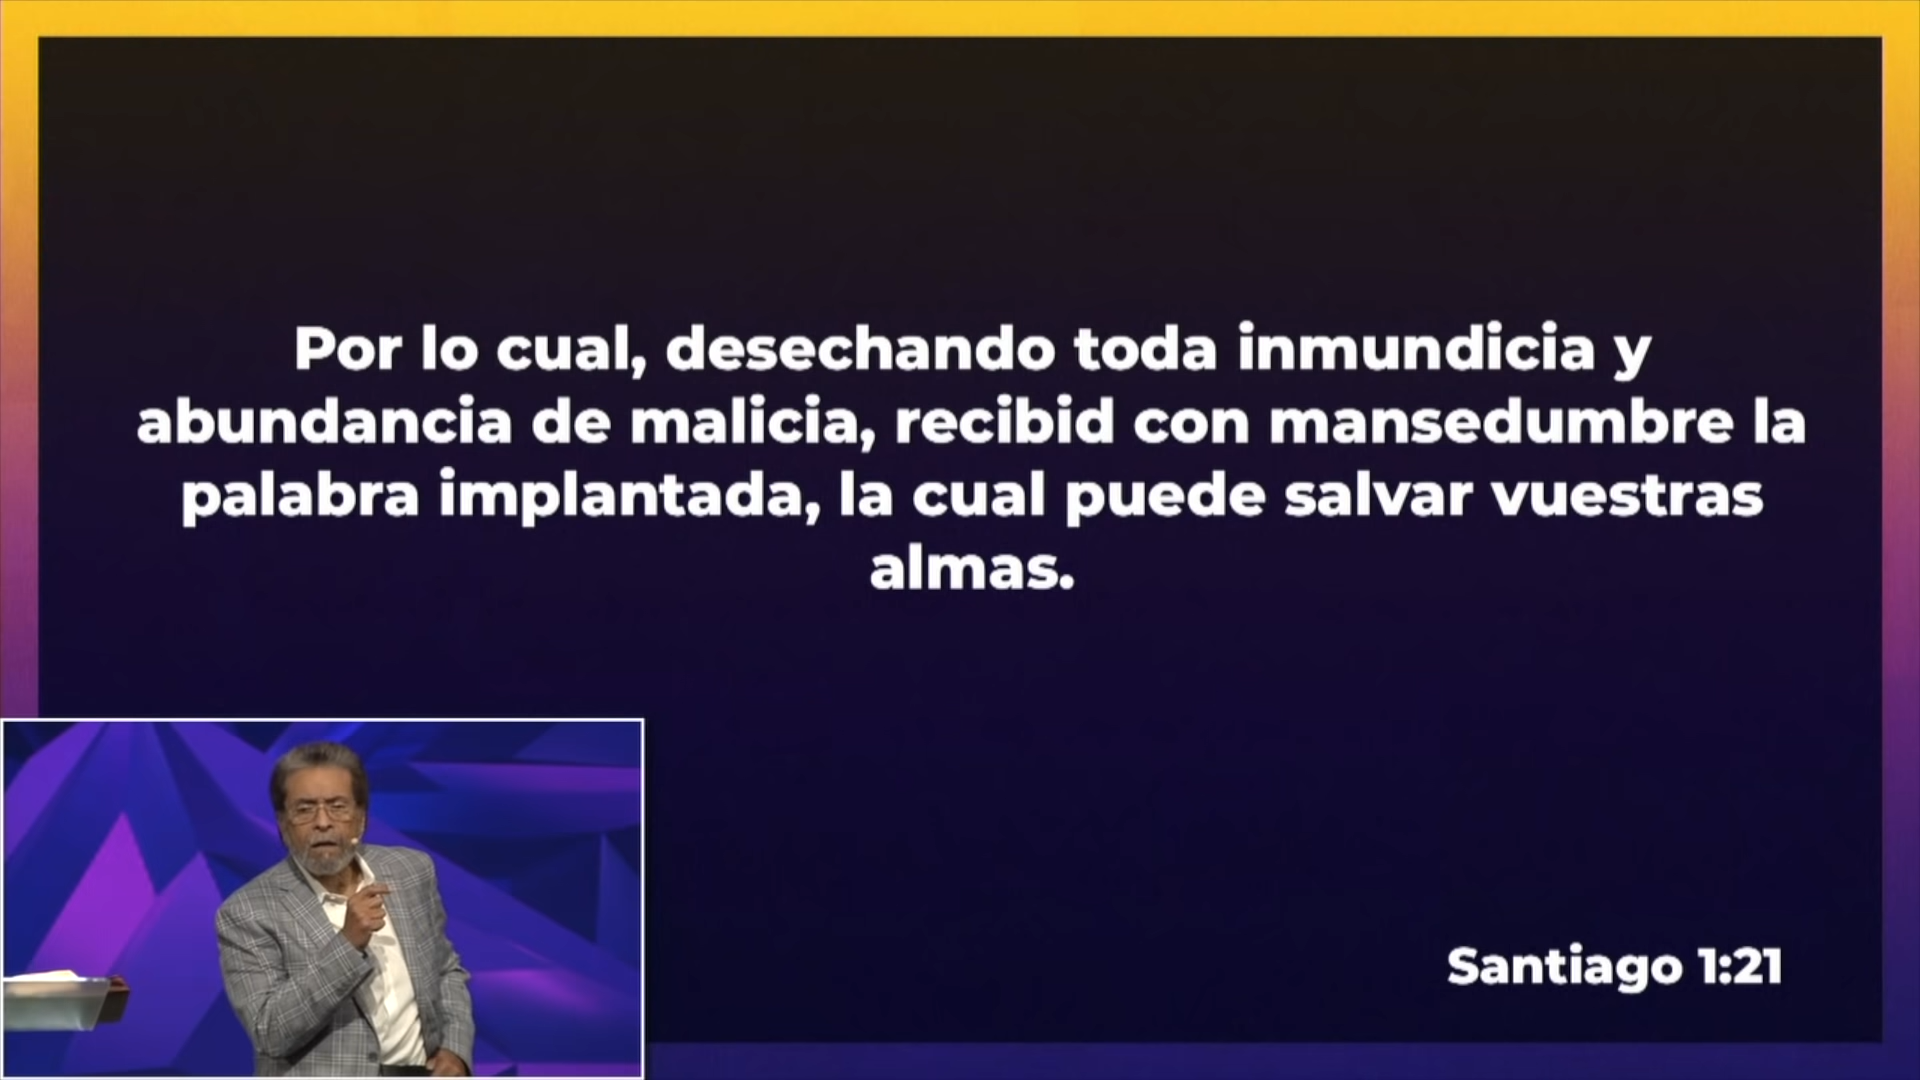 Por lo cual, desechando toda inmundicia y
abundancia de malicia, recibid con mansedumbre la
palabra implantada, la cual puede salvar vuestras
almas.
Santiago 1:21